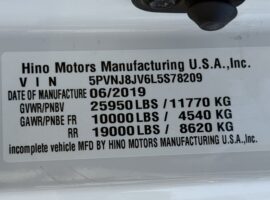 Hino Motors Manufacturing U.S.A.,Inc.
V I N 5PVNJ8JV6L5S78209
DATE OF MANUFACTURE 06/2019
GVWR/PNBV 25950 LBS / 11770 KG
GAWR/PNBE FR 10000 LBS / 4540 KG
RR 19000 LBS / 8620 KG
incomplete vehicle MFD BY HINO MOTORS MANUFACTURING U.S.A., INC.